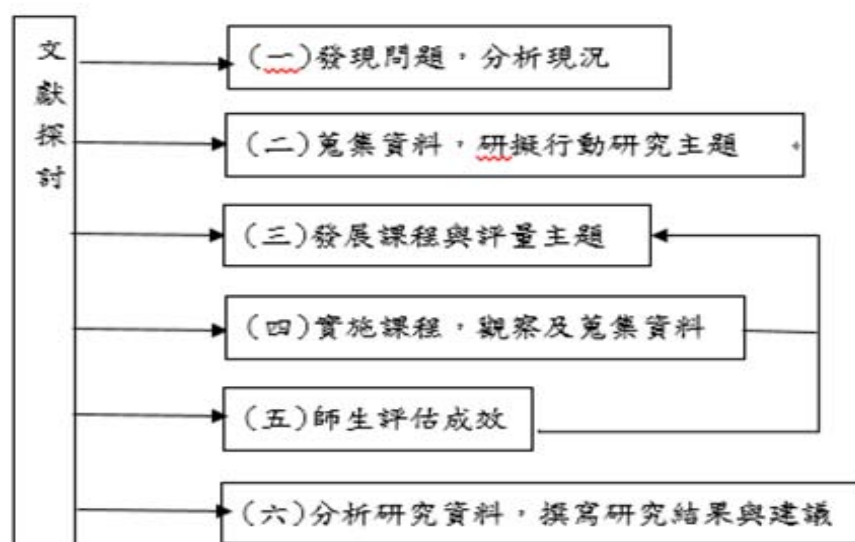 文獻探討
(一)發現問題，分析現況
(二)蒐集資料，研擬行動研究主題
(三)發展課程與評量主題
(四)實施課程，觀察及蒐集資料
(五)師生評估成效
(六)分析研究資料，撰寫研究結果與建議